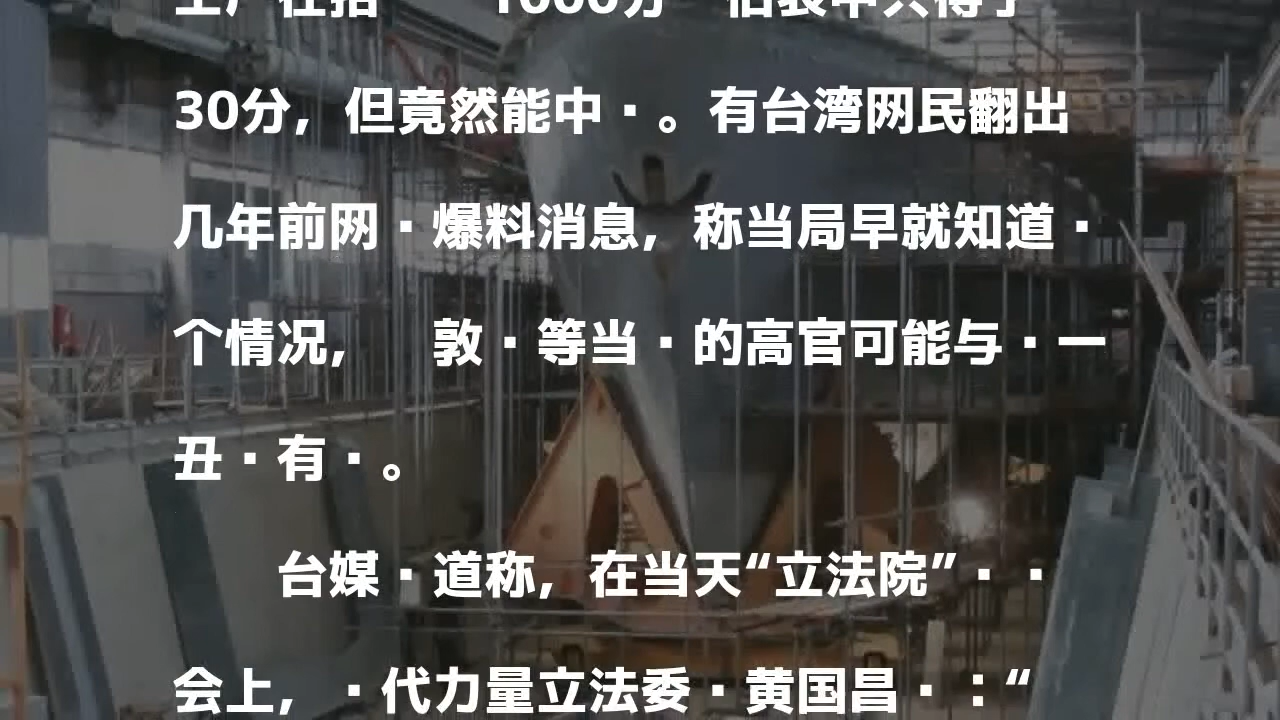 30分，但竟然能中·。有台湾网民翻出
几年前网·爆料消息，称当局早就知道·
个情况，　敦·等当·的高官可能与·一
丑·有·。
台媒·道称，在当天“立法院”··
会上，·代力量立法委·黄国昌·：“